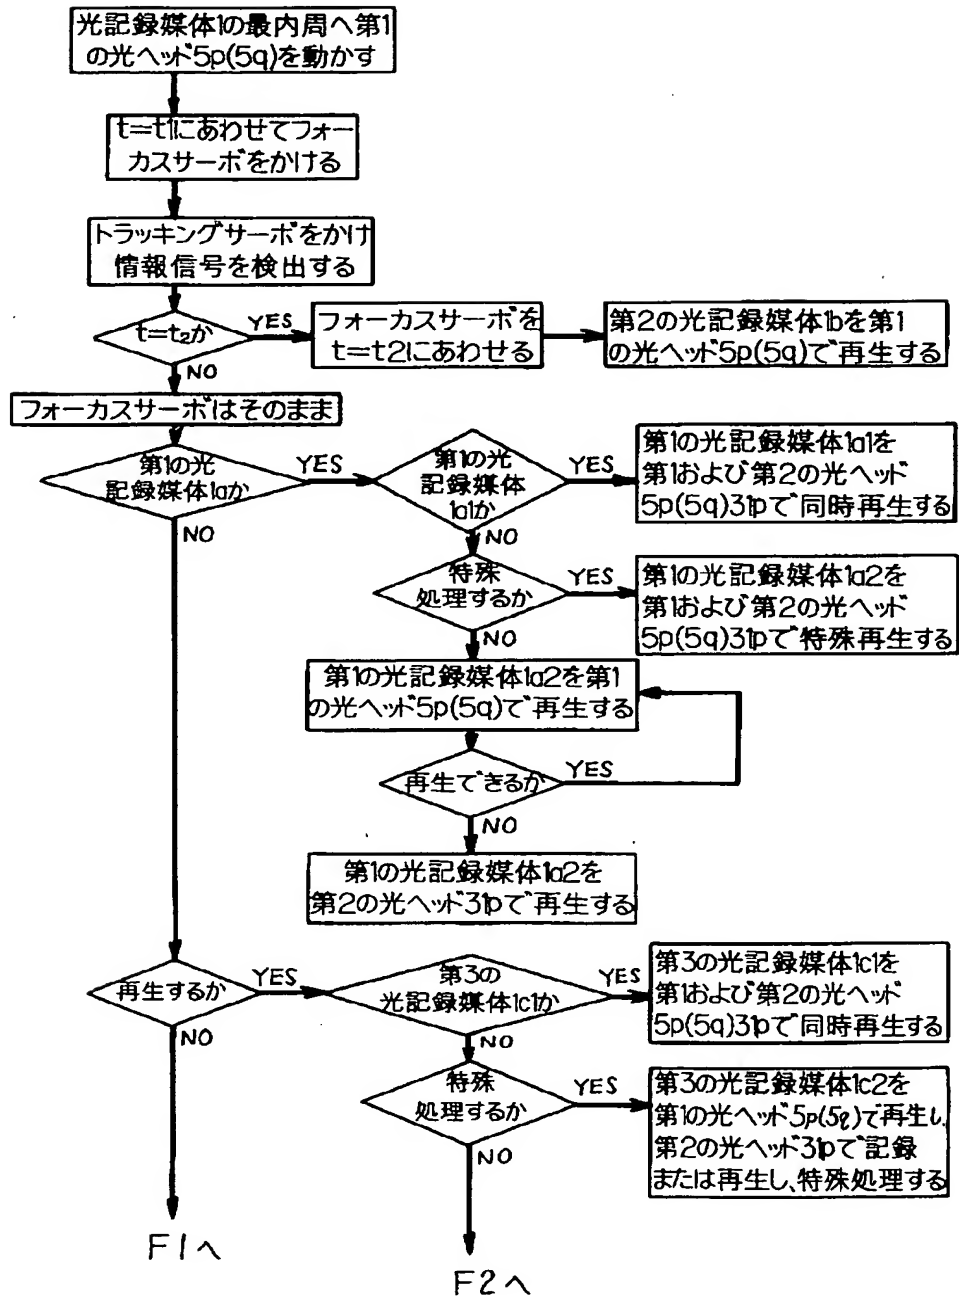 光記録媒体1の最内周へ第1
の光ヘッド5p(5q)を動かす
t=t1にあわせてフォー
カスサーボをかける
トラッキングサーボをかけ
情報信号を検出する
t=t2か
YES
フォーカスサーボを
t=t2にあわせる
第2の光記録媒体1bを第1
の光ヘッド5p(5q)で再生する
NO
フォーカスサーボはそのまま
第1の光
記録媒体1aか
YES
第1の光
記録媒体
1a1か
YES
第1の光記録媒体1a1を
第1および第2の光ヘッド
5p(5q)31pで同時再生する
NO
NO
特殊
処理するか
YES
第1の光記録媒体1a2を
第1および第2の光ヘッド
5p(5q)31pで特殊再生する
NO
第1の光記録媒体1a2を第1
の光ヘッド5p(5q)で再生する
再生できるか
YES
NO
第1の光記録媒体1a2を
第2の光ヘッド31pで再生する
再生するか
YES
第3の
光記録媒体1c1か
YES
第3の光記録媒体1c1を
第1および第2の光ヘッド
5p(5q)31pで同時再生する
NO
NO
特殊
処理するか
YES
第3の光記録媒体1c2を
第1の光ヘッド5p(5q)で再生し、
第2の光ヘッド31pで記録
または再生し、特殊処理する
NO
F1へ
F2へ